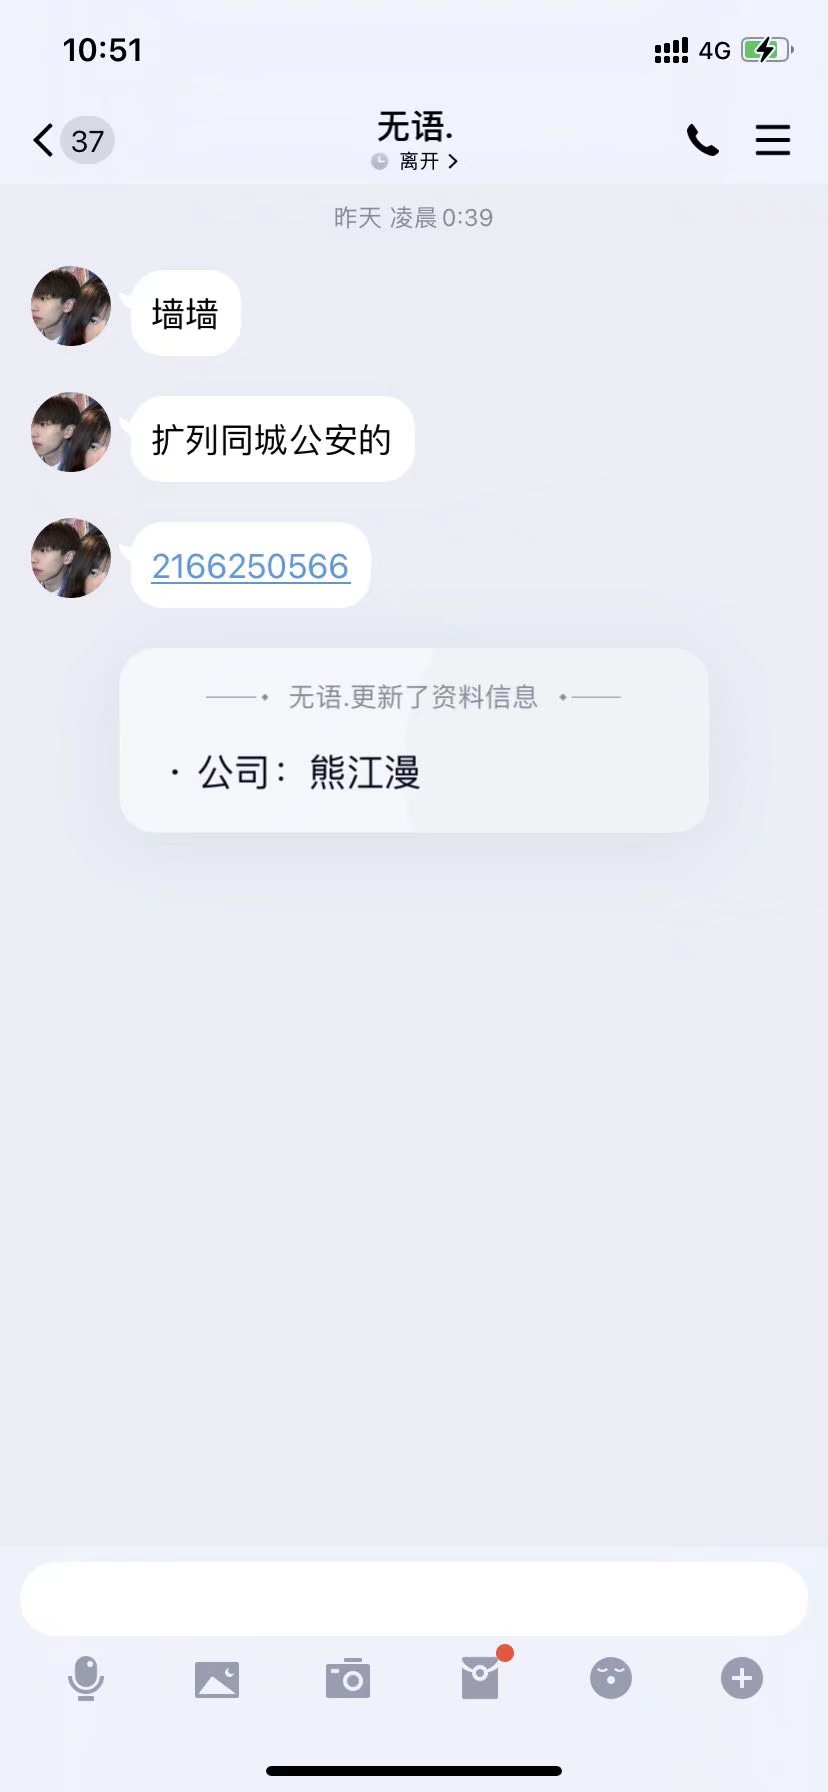 10:51
4G
37
无语.
离开
昨天 凌晨0:39
墙墙
扩列同城公安的
2166250566
无语.更新了资料信息
· 公司：熊江漫